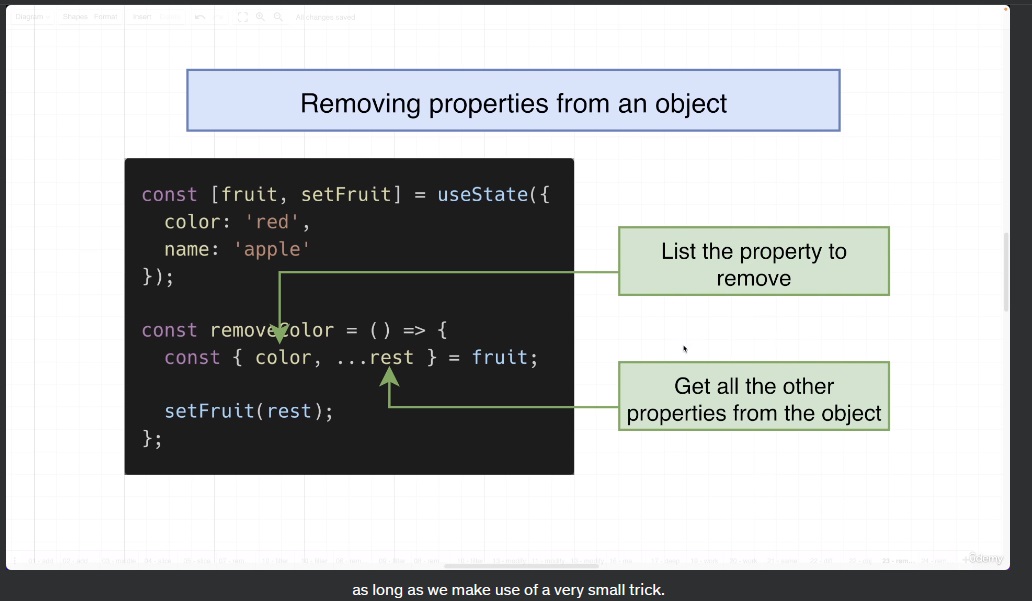 Diagram Shapes Format Insert
All changes saved
Removing properties from an object
const [fruit, setFruit] = useState({
color: 'red',
name: 'apple'
});
List the property to
remove
const removeColor = () => {
const { color, ...rest } = fruit;
Get all the other
properties from the object
setFruit(rest);
};
Udemy
as long as we make use of a very small trick.